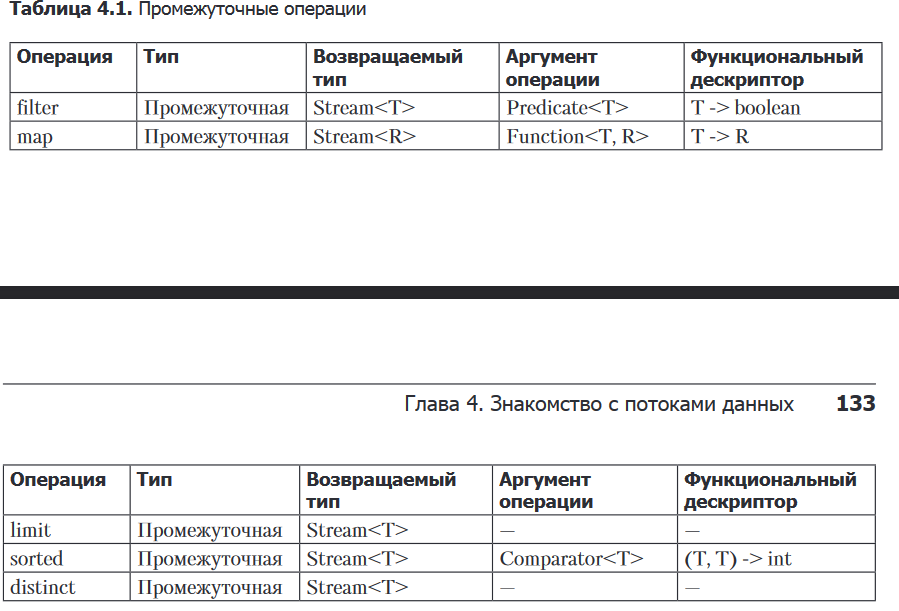 Таблица 4.1. Промежуточные операции
Операция Тип Возвращаемый тип Аргумент операции Функциональный дескриптор
filter Промежуточная Stream<T> Predicate<T> T -> boolean
map Промежуточная Stream<R> Function<T, R> T -> R
Глава 4. Знакомство с потоками данных 133
Операция Тип Возвращаемый тип Аргумент операции Функциональный дескриптор
limit Промежуточная Stream<T> — —
sorted Промежуточная Stream<T> Comparator<T> (T, T) -> int
distinct Промежуточная Stream<T> — —